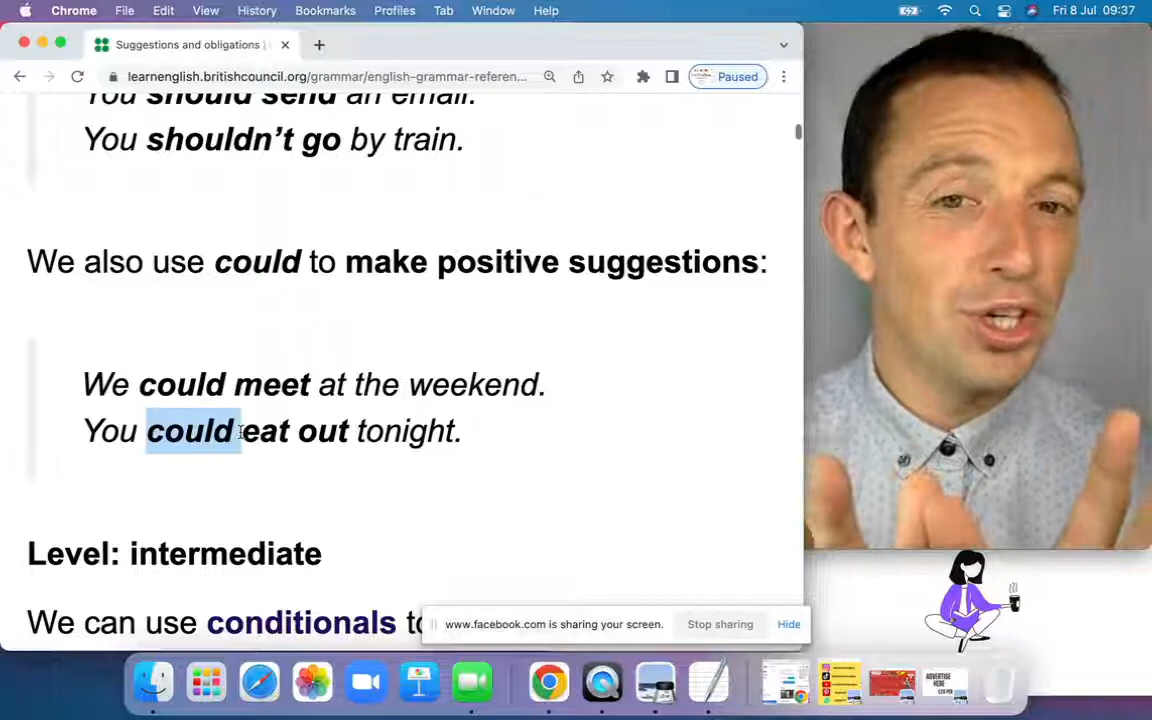 Chrome File Edit View History Bookmarks Profiles Tab Window Help Fri 8 Jul 09:37
Suggestions and obligations |
learnenglish.britishcouncil.org/grammar/english-grammar-referen... Paused
You should send an email.
You shouldn't go by train.
We also use could to make positive suggestions:
We could meet at the weekend.
You could eat out tonight.
Level: intermediate
We can use conditionals to
www.facebook.com is sharing your screen. Stop sharing Hide
ADVERTISE
HERE